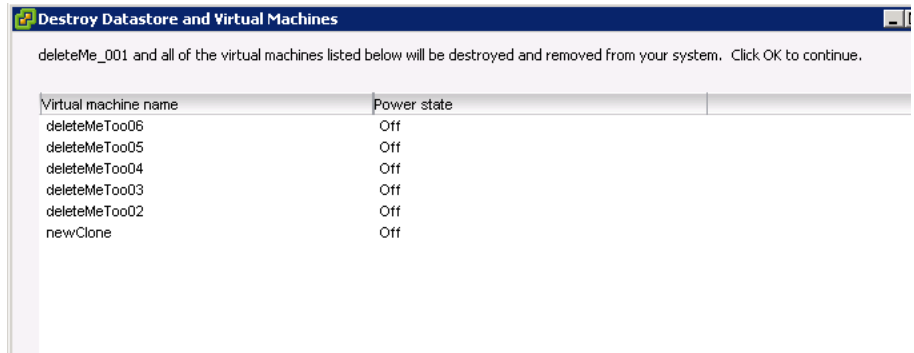 Destroy Datastore and Virtual Machines
deleteMe_001 and all of the virtual machines listed below will be destroyed and removed from your system. Click OK to continue.
Virtual machine name Power state
deleteMeToo06 Off
deleteMeToo05 Off
deleteMeToo04 Off
deleteMeToo03 Off
deleteMeToo02 Off
newClone Off